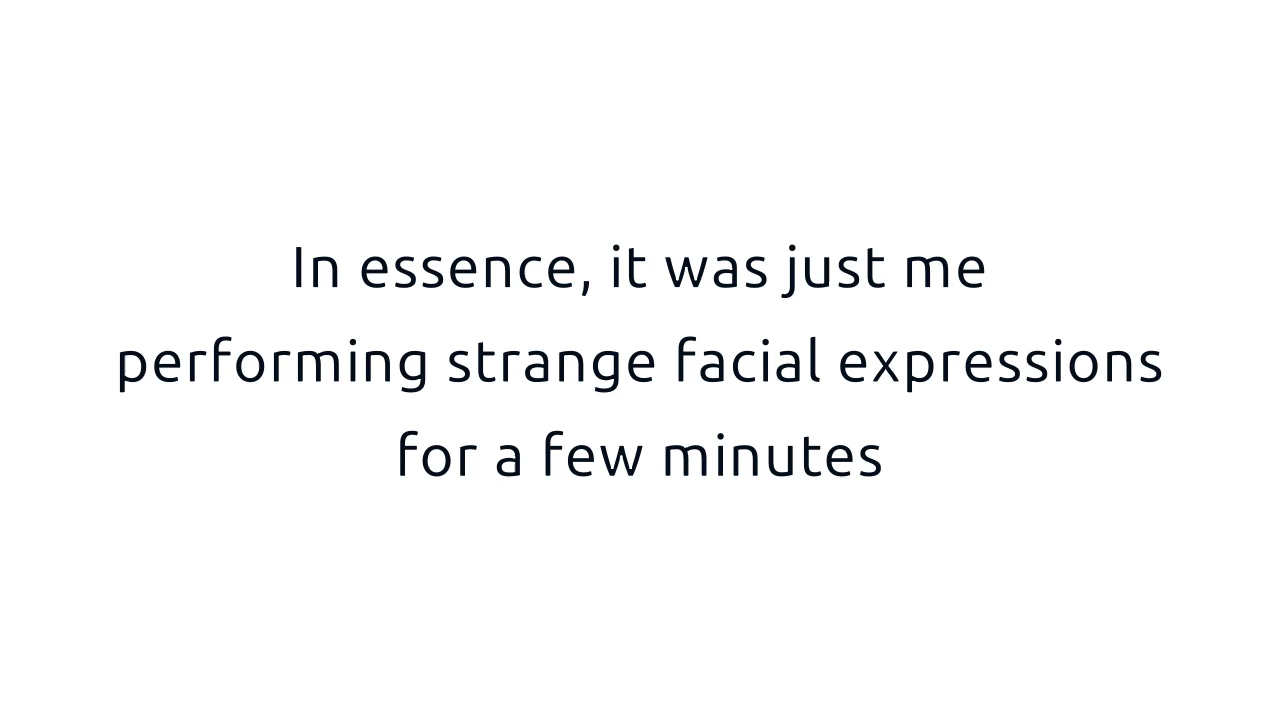 In essence, it was just me
performing strange facial expressions
for a few minutes